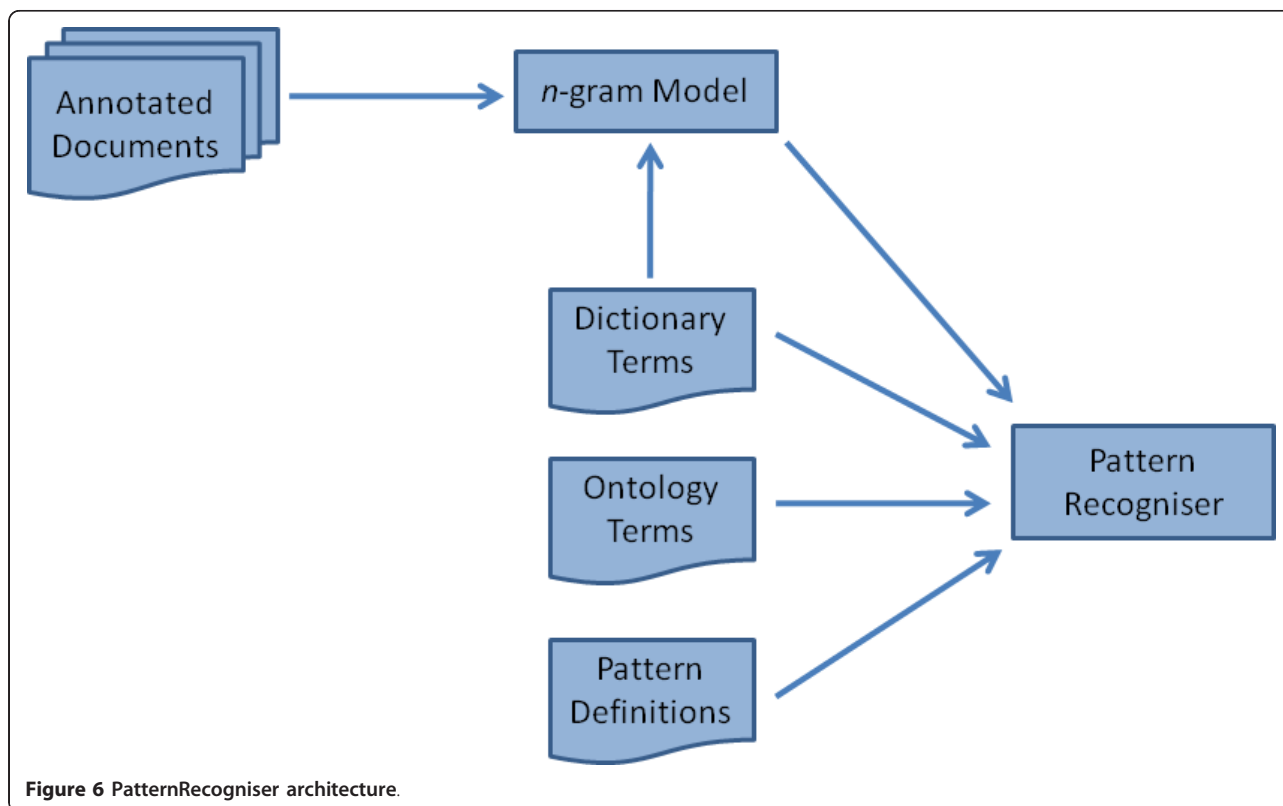 Annotated
Documents
n-gram Model
Dictionary
Terms
Ontology
Terms
Pattern
Recogniser
Pattern
Definitions
Figure 6 PatternRecogniser architecture.